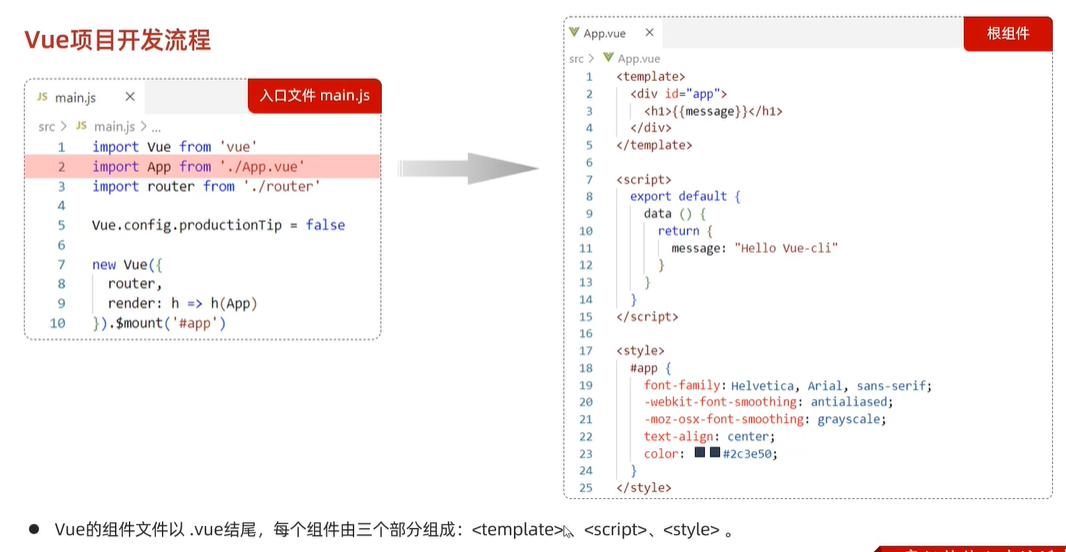 Vue项目开发流程
JS main.js ×
入口文件 main.js
src > JS main.js > ...
1 import Vue from 'vue'
2 import App from './App.vue'
3 import router from './router'
4
5 Vue.config.productionTip = false
6
7 new Vue({
8 router,
9 render: h => h(App)
10 }).$mount('#app')
App.vue ×
根组件
src > App.vue
1 <template>
2 <div id="app">
3 <h1>{{message}}</h1>
4 </div>
5 </template>
6
7 <script>
8 export default {
9 data () {
10 return {
11 message: "Hello Vue-cli"
12 }
13 }
14 }
15 </script>
16
17 <style>
18 #app {
19 font-family: Helvetica, Arial, sans-serif;
20 -webkit-font-smoothing: antialiased;
21 -moz-osx-font-smoothing: grayscale;
22 text-align: center;
23 color: #2c3e50;
24 }
25 </style>
● Vue的组件文件以 .vue结尾，每个组件由三个部分组成：<template>、<script>、<style> 。